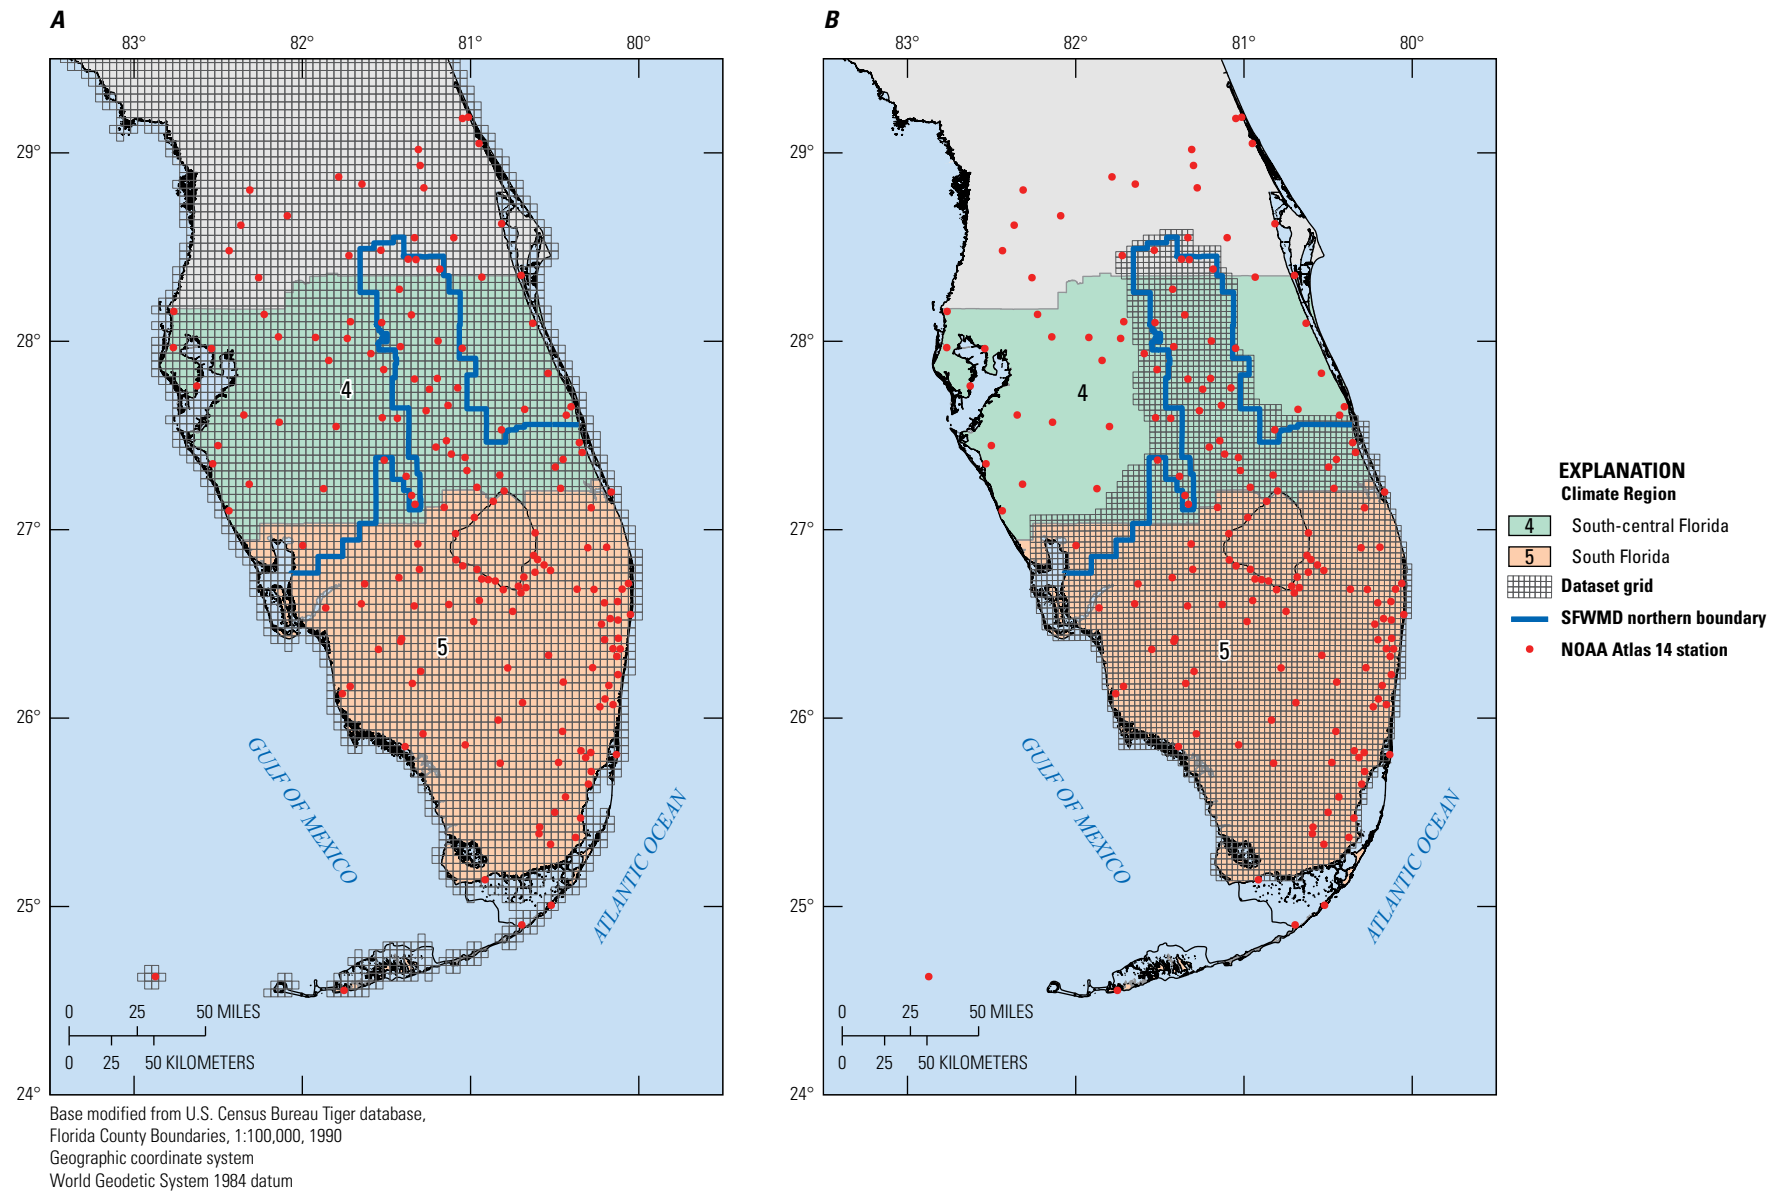 A
B
83° 82° 81° 80°
83° 82° 81° 80°
29°
28°
27°
26°
25°
24°
29°
28°
27°
26°
25°
24°
4
5
4
5
GULF OF MEXICO
ATLANTIC OCEAN
GULF OF MEXICO
ATLANTIC OCEAN
0 25 50 MILES
0 25 50 KILOMETERS
0 25 50 MILES
0 25 50 KILOMETERS
EXPLANATION
Climate Region
4 South-central Florida
5 South Florida
Dataset grid
SFWMD northern boundary
NOAA Atlas 14 station
Base modified from U.S. Census Bureau Tiger database,
Florida County Boundaries, 1:100,000, 1990
Geographic coordinate system
World Geodetic System 1984 datum